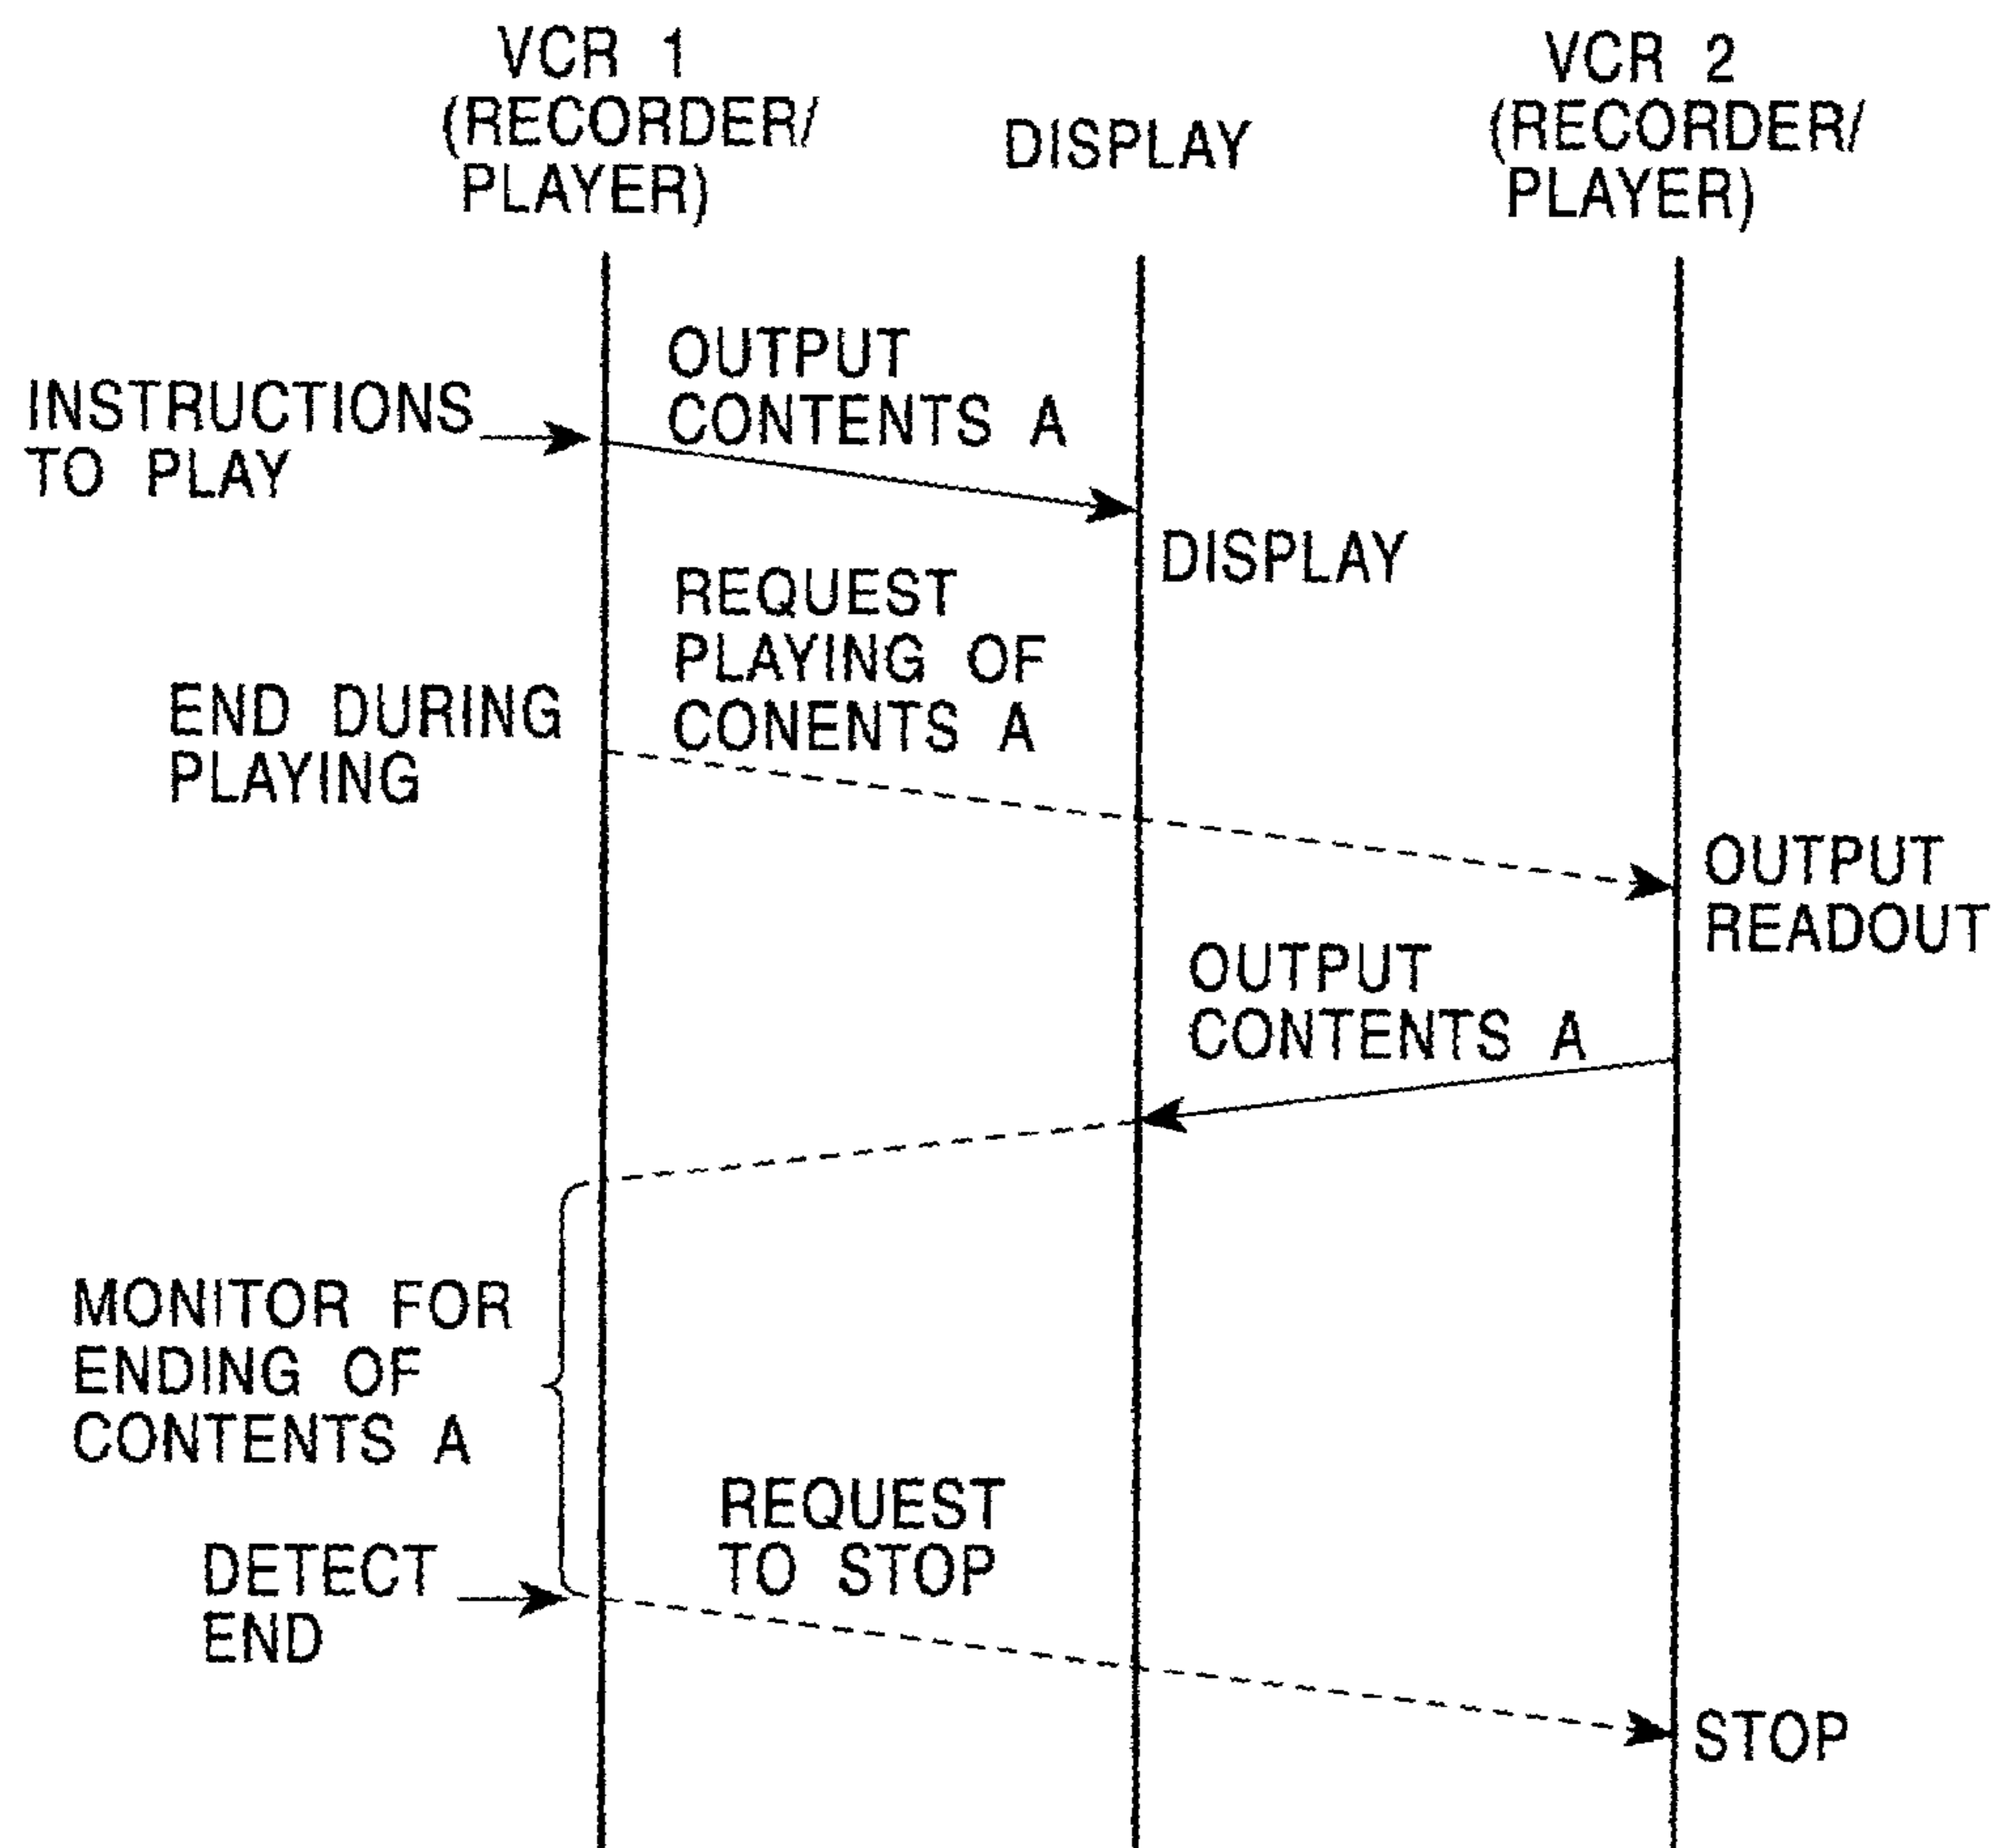 VCR 1
(RECORDER/
PLAYER)
DISPLAY
VCR 2
(RECORDER/
PLAYER)
OUTPUT
CONTENTS A
INSTRUCTIONS
TO PLAY
DISPLAY
REQUEST
PLAYING OF
CONENTS A
END DURING
PLAYING
OUTPUT
READOUT
OUTPUT
CONTENTS A
MONITOR FOR
ENDING OF
CONTENTS A
REQUEST
TO STOP
DETECT
END
STOP